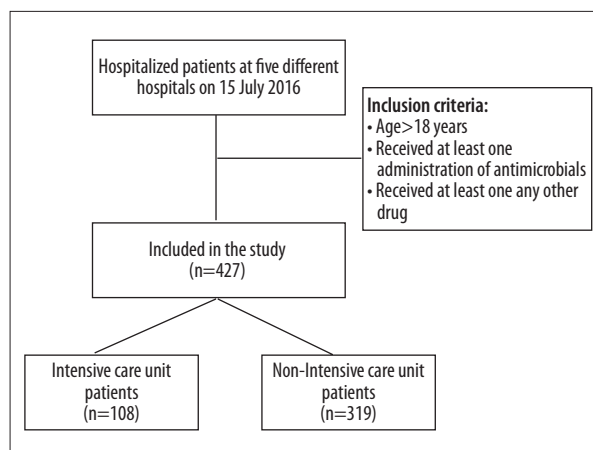 Hospitalized patients at five different
hospitals on 15 July 2016
Inclusion criteria:
• Age>18 years
• Received at least one
administration of antimicrobials
• Received at least one any other
drug
Included in the study
(n=427)
Intensive care unit
patients
(n=108)
Non-Intensive care unit
patients
(n=319)